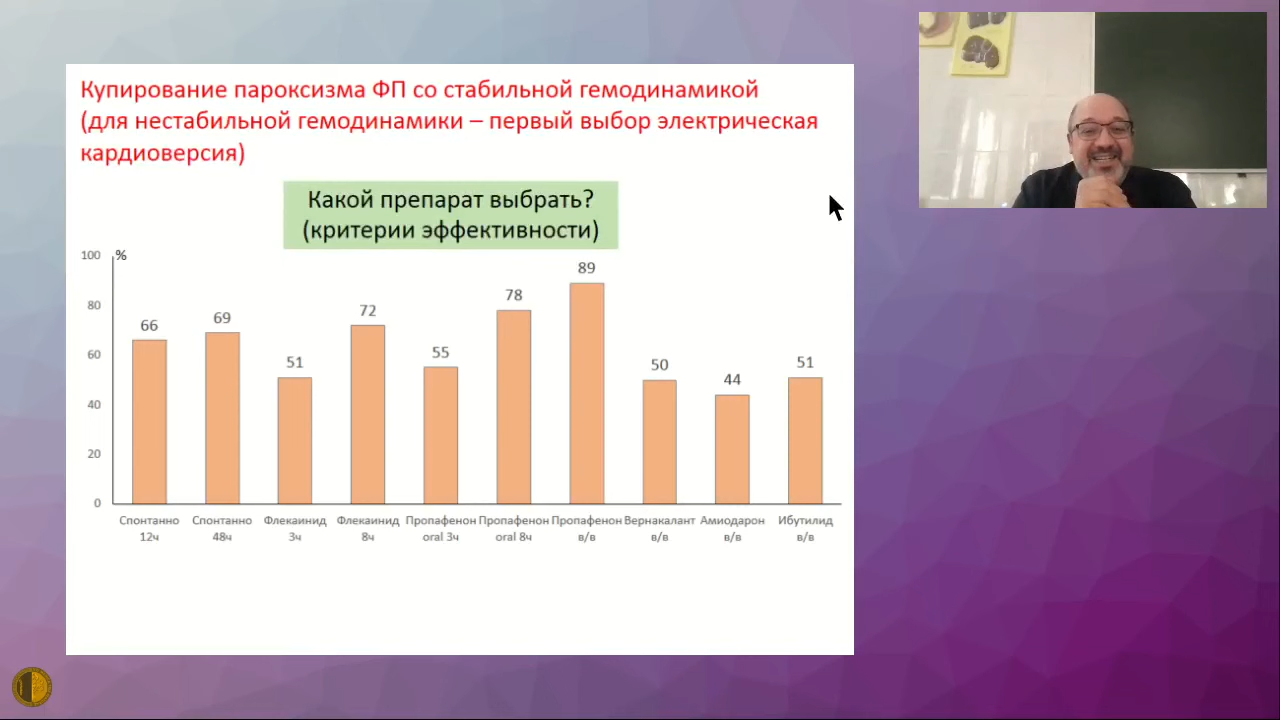 Купирование пароксизма ФП со стабильной гемодинамикой
(для нестабильной гемодинамики – первый выбор электрическая
кардиоверсия)
Какой препарат выбрать?
(критерии эффективности)
%
100
80
60
40
20
0
66
69
51
72
55
78
89
50
44
51
Спонтанно
12ч
Спонтанно
48ч
Флекаинид
3ч
Флекаинид
8ч
Пропафенон
oral 3ч
Пропафенон
oral 8ч
Пропафенон
в/в
Вернакалант
в/в
Амиодарон
в/в
Ибутилид
в/в